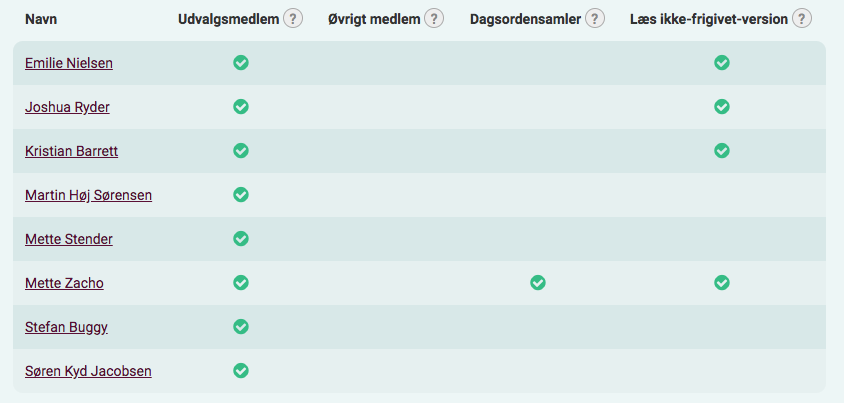 Navn Udvalgsmedlem ? Øvrigt medlem ? Dagsordensamler ? Læs ikke-frigivet-version ?
Emilie Nielsen
Joshua Ryder
Kristian Barrett
Martin Høj Sørensen
Mette Stender
Mette Zacho
Stefan Buggy
Søren Kyd Jacobsen